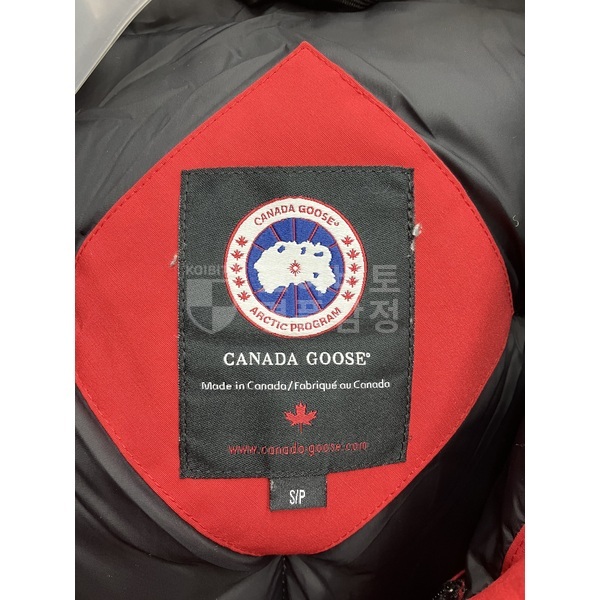 CANADA GOOSE®
ARCTIC PROGRAM
CANADA GOOSE®
Made in Canada/Fabriqué au Canada
www.canada-goose.com
S/P